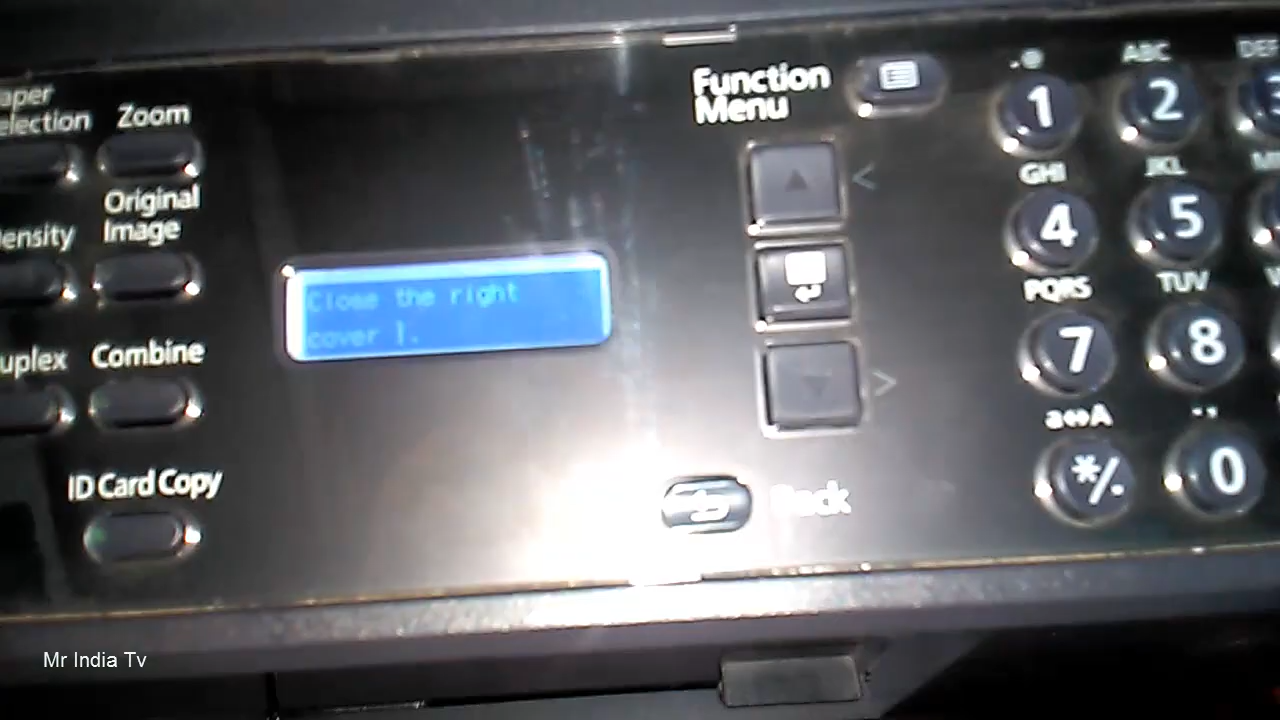 Function
Menu
.@
ABC
DEF
1
2
3
aper
election
Zoom
GHI
JKL
4
5
ensity
Original
Image
PQRS
TUV
7
8
Close the right
cover 1.
uplex
Combine
a⇔A
*/.
0
ID Card Copy
Back
Mr India Tv